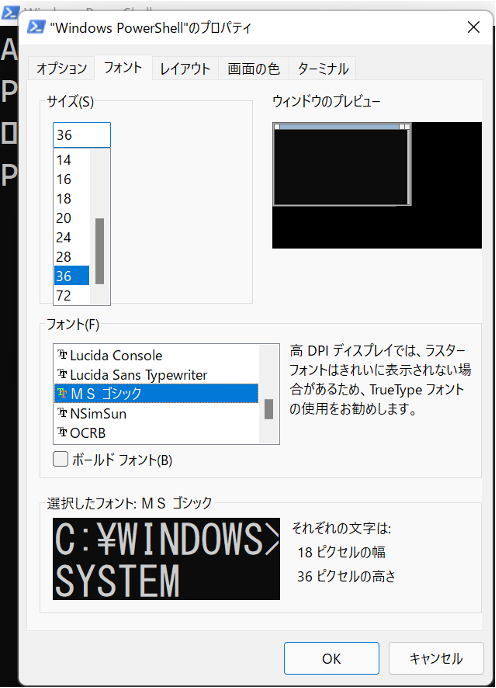 Windows PowerShell
"Windows PowerShell"のプロパティ
オプション フォント レイアウト 画面の色 ターミナル
サイズ(S)
36
14
16
18
20
24
28
36
72
ウィンドウのプレビュー
フォント(F)
Lucida Console
Lucida Sans Typewriter
ＭＳ ゴシック
NSimSun
OCRB
ボールド フォント(B)
高 DPI ディスプレイでは、ラスター
フォントはきれいに表示されない場
合があるため、TrueType フォント
の使用をお勧めします。
選択したフォント: ＭＳ ゴシック
C:¥WINDOWS>
SYSTEM
それぞれの文字は:
18 ピクセルの幅
36 ピクセルの高さ
OK キャンセル
A
P
ロ
P